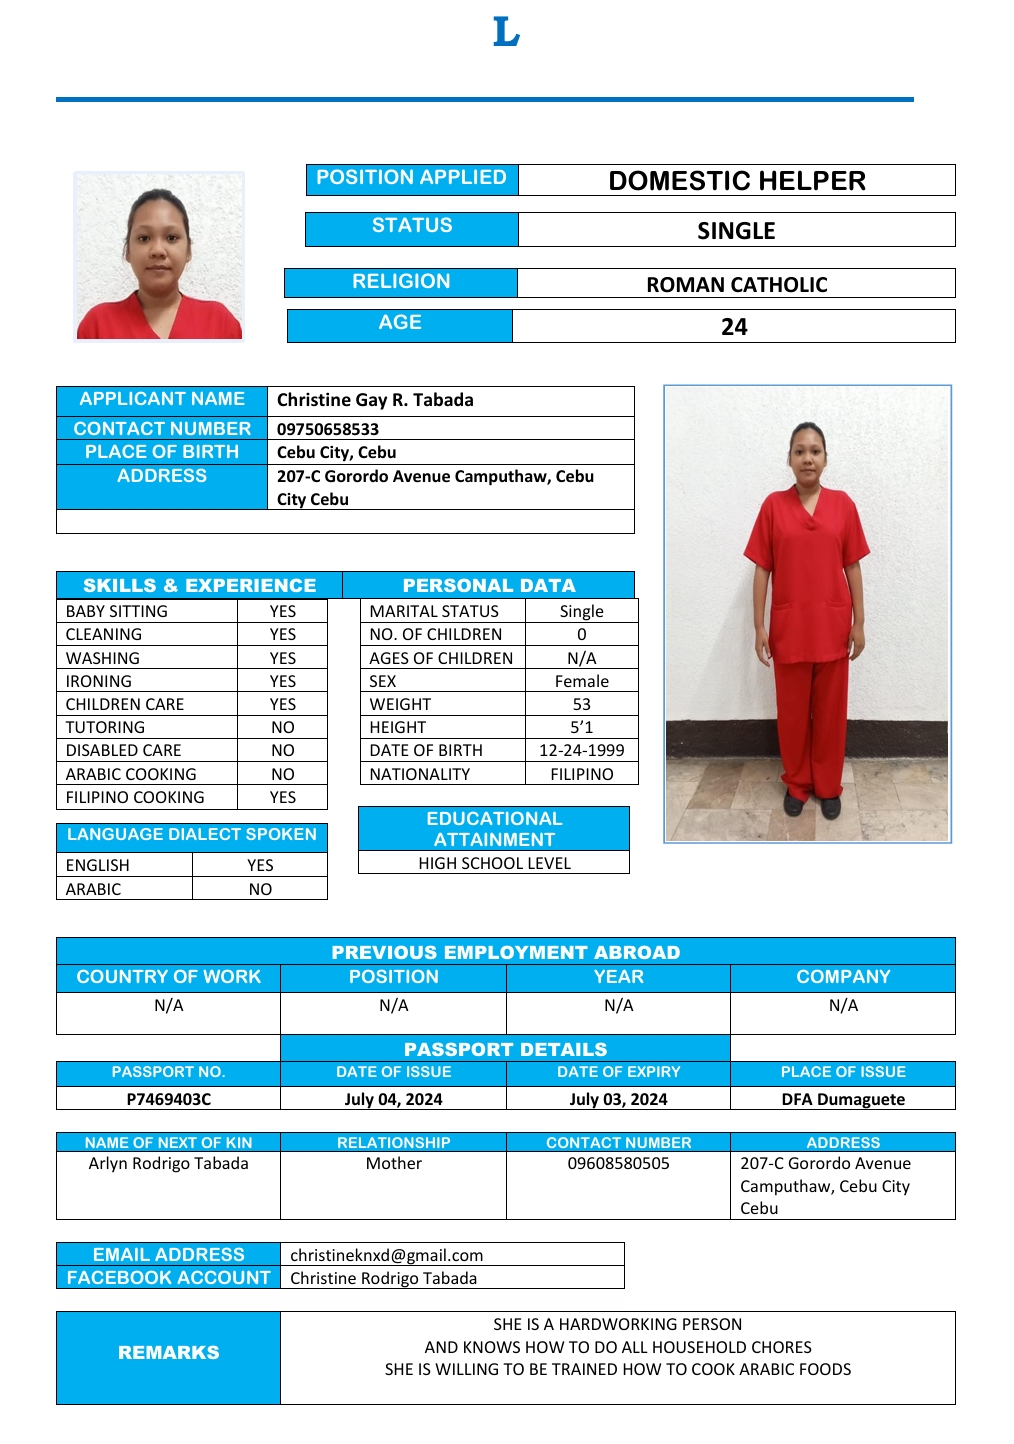 L
POSITION APPLIED DOMESTIC HELPER
STATUS SINGLE
RELIGION ROMAN CATHOLIC
AGE 24
APPLICANT NAME Christine Gay R. Tabada
CONTACT NUMBER 09750658533
PLACE OF BIRTH Cebu City, Cebu
ADDRESS 207-C Gorordo Avenue Camputhaw, Cebu
City Cebu
SKILLS & EXPERIENCE PERSONAL DATA
BABY SITTING YES MARITAL STATUS Single
CLEANING YES NO. OF CHILDREN 0
WASHING YES AGES OF CHILDREN N/A
IRONING YES SEX Female
CHILDREN CARE YES WEIGHT 53
TUTORING NO HEIGHT 5’1
DISABLED CARE NO DATE OF BIRTH 12-24-1999
ARABIC COOKING NO NATIONALITY FILIPINO
FILIPINO COOKING YES
LANGUAGE DIALECT SPOKEN
ENGLISH YES
ARABIC NO
EDUCATIONAL
ATTAINMENT
HIGH SCHOOL LEVEL
PREVIOUS EMPLOYMENT ABROAD
COUNTRY OF WORK POSITION YEAR COMPANY
N/A N/A N/A N/A
PASSPORT DETAILS
PASSPORT NO. DATE OF ISSUE DATE OF EXPIRY PLACE OF ISSUE
P7469403C July 04, 2024 July 03, 2024 DFA Dumaguete
NAME OF NEXT OF KIN RELATIONSHIP CONTACT NUMBER ADDRESS
Arlyn Rodrigo Tabada Mother 09608580505 207-C Gorordo Avenue
Camputhaw, Cebu City
Cebu
EMAIL ADDRESS christineknxd@gmail.com
FACEBOOK ACCOUNT Christine Rodrigo Tabada
REMARKS
SHE IS A HARDWORKING PERSON
AND KNOWS HOW TO DO ALL HOUSEHOLD CHORES
SHE IS WILLING TO BE TRAINED HOW TO COOK ARABIC FOODS